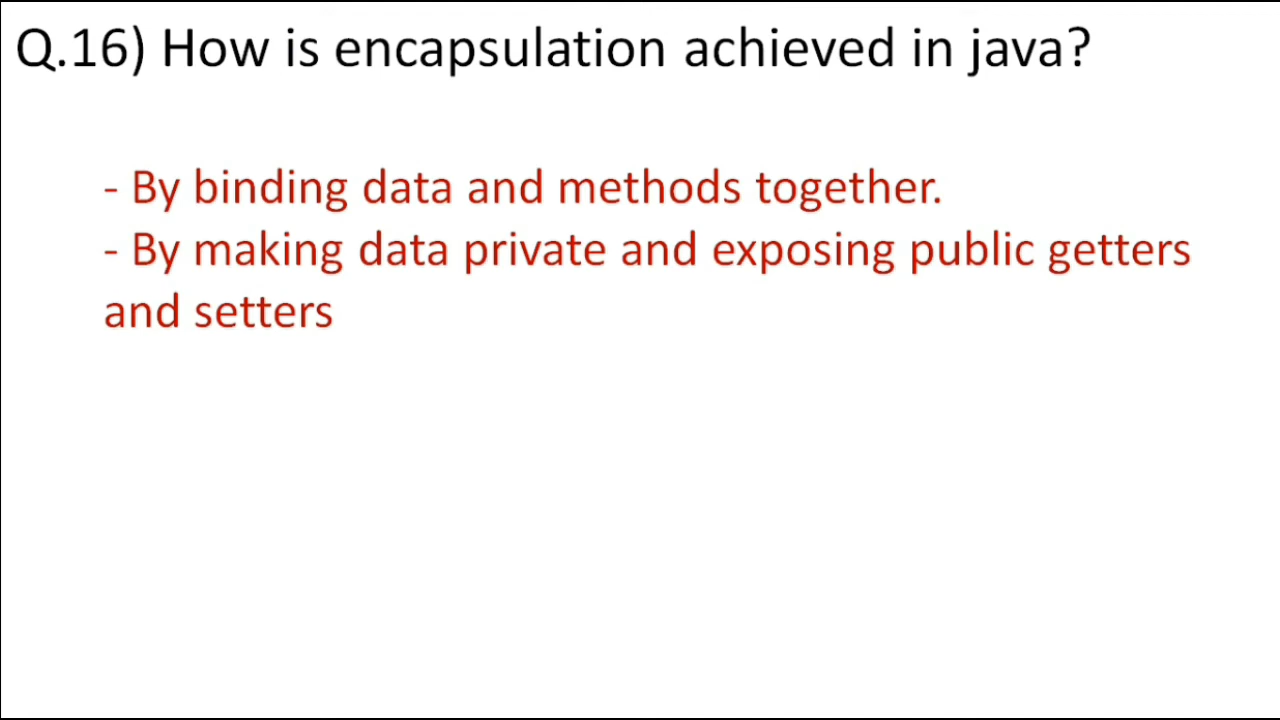 Q.16) How is encapsulation achieved in java?
- By binding data and methods together.
- By making data private and exposing public getters
and setters